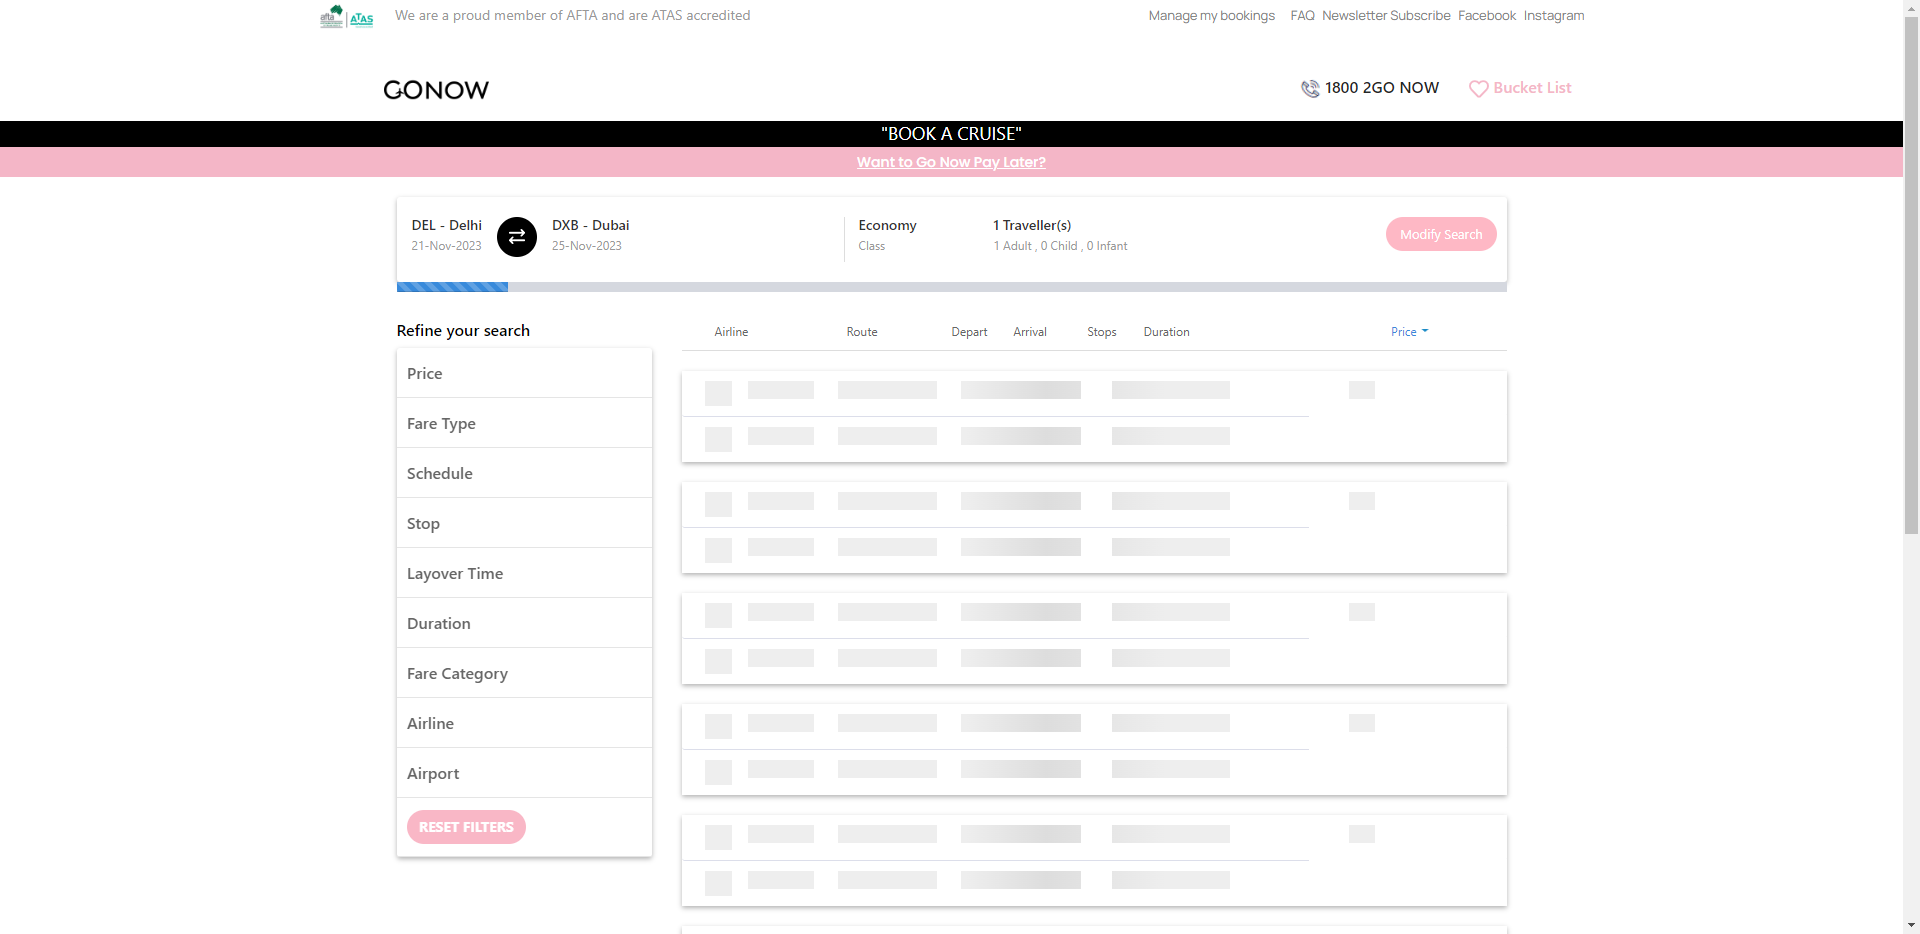 afta ATAS We are a proud member of AFTA and are ATAS accredited Manage my bookings FAQ Newsletter Subscribe Facebook Instagram
GONOW 1800 2GO NOW Bucket List
"BOOK A CRUISE"
Want to Go Now Pay Later?
DEL - Delhi DXB - Dubai Economy 1 Traveller(s) Modify Search
21-Nov-2023 25-Nov-2023 Class 1 Adult , 0 Child , 0 Infant
Refine your search Airline Route Depart Arrival Stops Duration Price
Price
Fare Type
Schedule
Stop
Layover Time
Duration
Fare Category
Airline
Airport
RESET FILTERS